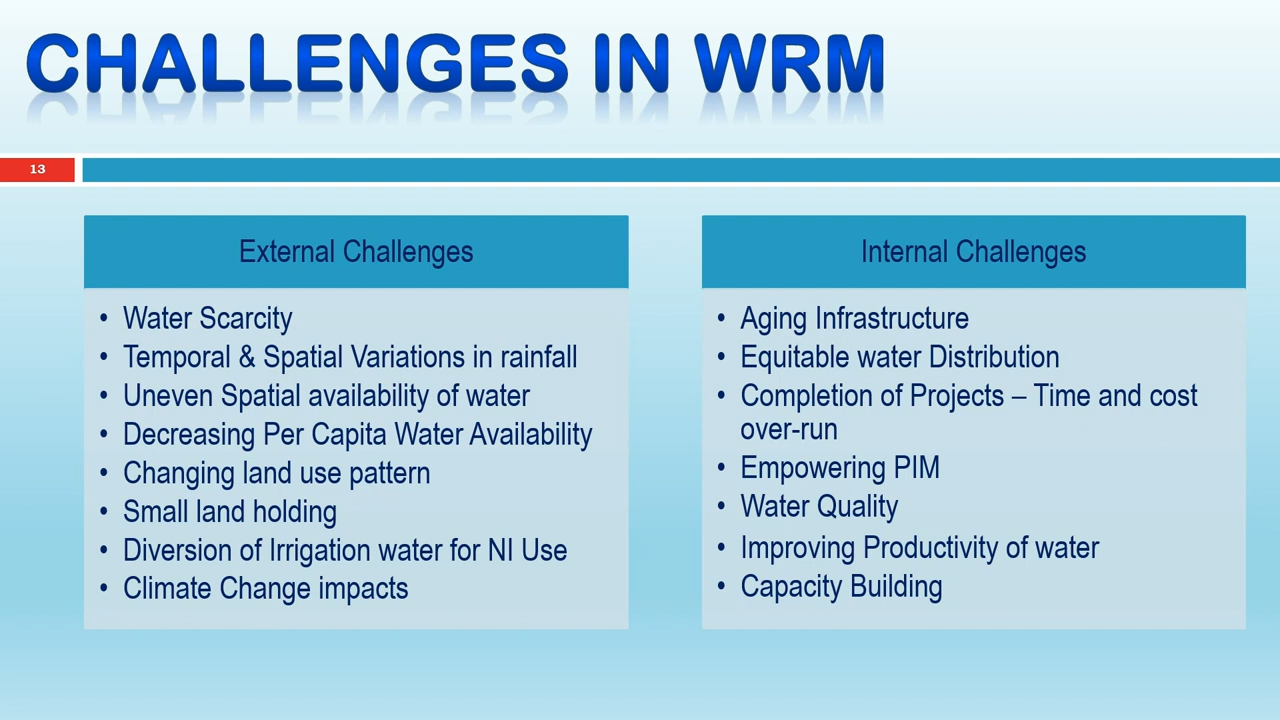 CHALLENGES IN WRM
13
External Challenges
• Water Scarcity
• Temporal & Spatial Variations in rainfall
• Uneven Spatial availability of water
• Decreasing Per Capita Water Availability
• Changing land use pattern
• Small land holding
• Diversion of Irrigation water for NI Use
• Climate Change impacts
Internal Challenges
• Aging Infrastructure
• Equitable water Distribution
• Completion of Projects – Time and cost
over-run
• Empowering PIM
• Water Quality
• Improving Productivity of water
• Capacity Building